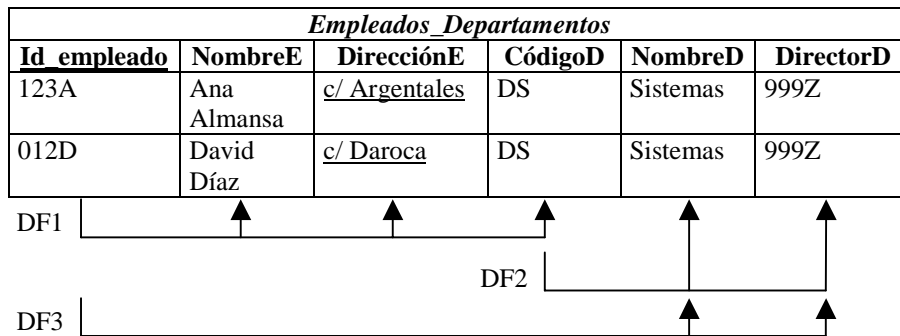 Empleados_Departamentos
Id_empleado NombreE DirecciónE CódigoD NombreD DirectorD
123A Ana Almansa c/ Argentales DS Sistemas 999Z
012D David Díaz c/ Daroca DS Sistemas 999Z
DF1
DF2
DF3